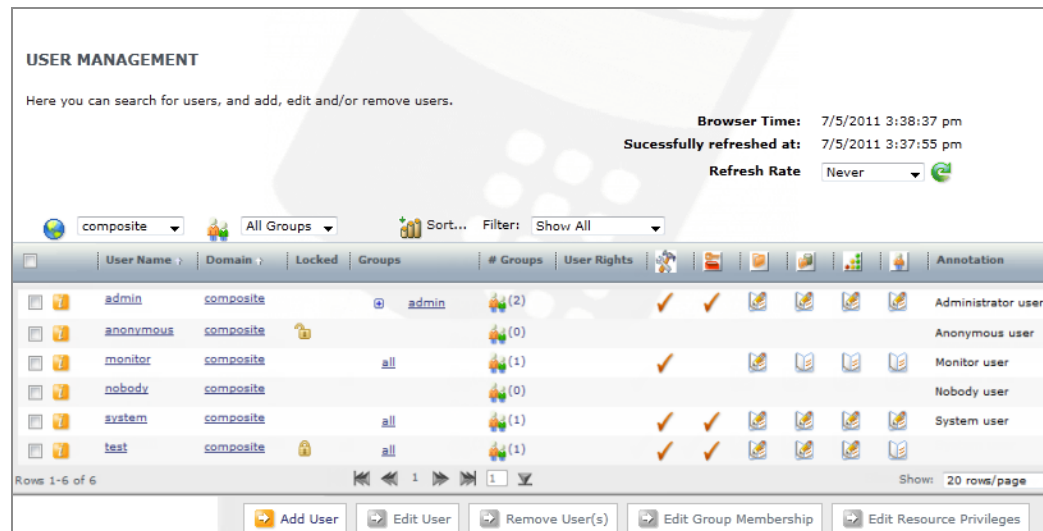 USER MANAGEMENT
Here you can search for users, and add, edit and/or remove users.
Browser Time: 7/5/2011 3:38:37 pm
Sucessfully refreshed at: 7/5/2011 3:37:55 pm
Refresh Rate Never
composite All Groups Sort... Filter: Show All
User Name Domain Locked Groups # Groups User Rights Annotation
admin composite admin (2) Administrator user
anonymous composite (0) Anonymous user
monitor composite all (1) Monitor user
nobody composite (0) Nobody user
system composite all (1) System user
test composite all (1)
Rows 1-6 of 6 1 1 Show: 20 rows/page
Add User Edit User Remove User(s) Edit Group Membership Edit Resource Privileges